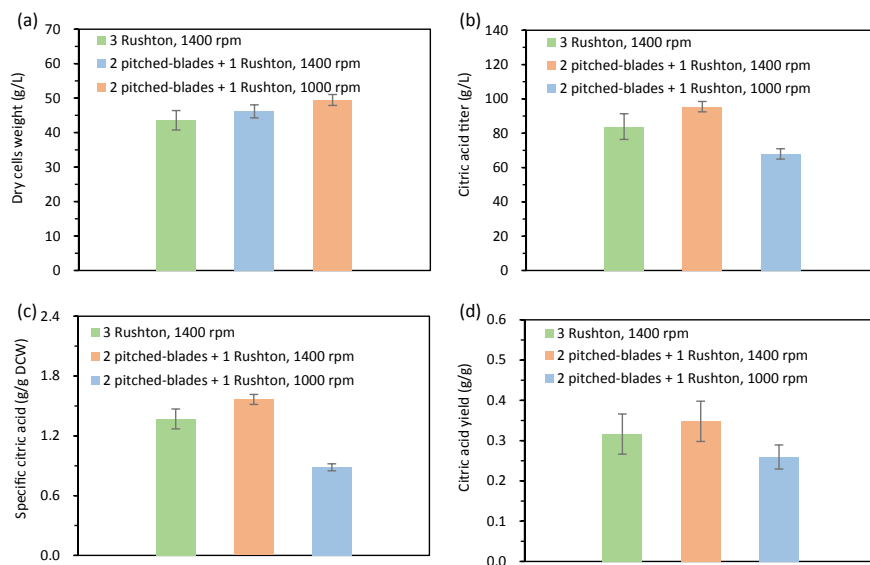 (a)
Dry cells weight (g/L)
70
60
50
40
30
20
10
0
3 Rushton, 1400 rpm
2 pitched-blades + 1 Rushton, 1400 rpm
2 pitched-blades + 1 Rushton, 1000 rpm
(b)
Citric acid titer (g/L)
140
120
100
80
60
40
20
0
3 Rushton, 1400 rpm
2 pitched-blades + 1 Rushton, 1400 rpm
2 pitched-blades + 1 Rushton, 1000 rpm
(c)
Specific citric acid (g/g DCW)
2.4
1.8
1.2
0.6
0.0
3 Rushton, 1400 rpm
2 pitched-blades + 1 Rushton, 1400 rpm
2 pitched-blades + 1 Rushton, 1000 rpm
(d)
Citric acid yield (g/g)
0.6
0.5
0.4
0.3
0.2
0.1
0.0
3 Rushton, 1400 rpm
2 pitched-blades + 1 Rushton, 1400 rpm
2 pitched-blades + 1 Rushton, 1000 rpm